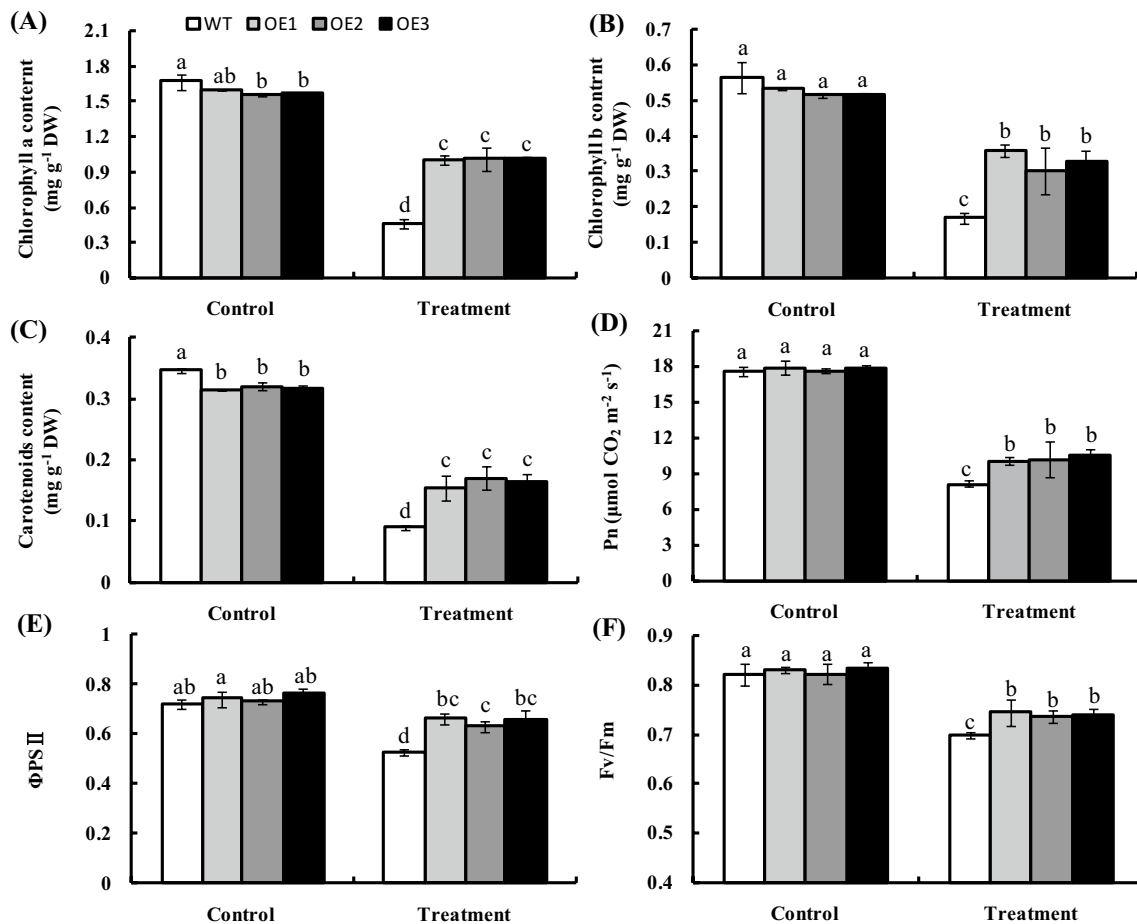 (A)
WT OE1 OE2 OE3
Chlorophyll a conternt
(mg g⁻¹ DW)
2.1
1.8
1.5
1.2
0.9
0.6
0.3
0
a ab b b
d c c c
Control Treatment
(B)
Chlorophyll b contrnt
(mg g⁻¹ DW)
0.7
0.6
0.5
0.4
0.3
0.2
0.1
0
a a a a
c b b b
Control Treatment
(C)
Carotenoids content
(mg g⁻¹ DW)
0.4
0.3
0.2
0.1
0
a b b b
d c c c
Control Treatment
(D)
Pn (μmol CO₂ m⁻² s⁻¹)
21
18
15
12
9
6
3
0
a a a a
c b b b
Control Treatment
(E)
ΦPSⅡ
1
0.8
0.6
0.4
0.2
0
ab a ab ab
d bc c bc
Control Treatment
(F)
Fv/Fm
0.9
0.8
0.7
0.6
0.5
0.4
a a a a
c b b b
Control Treatment